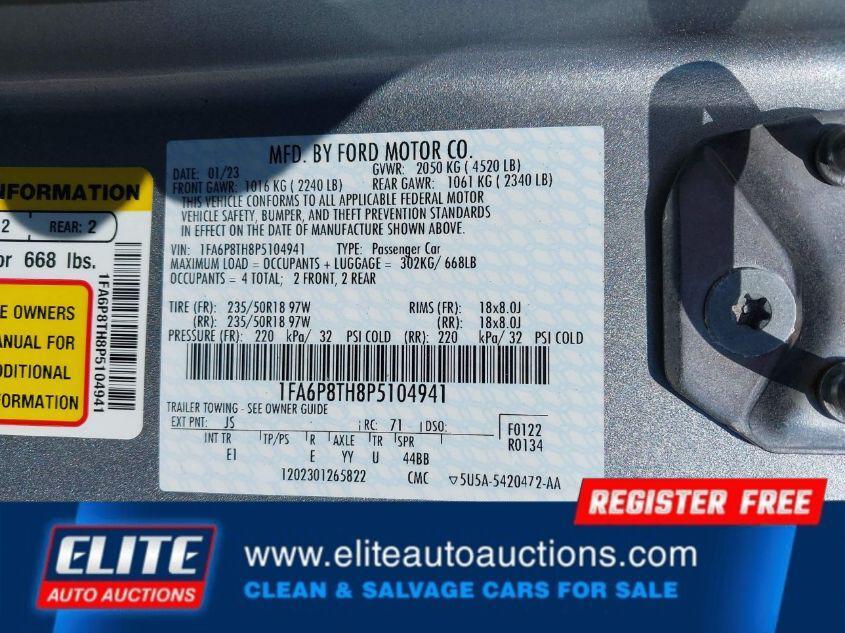 NFORMATION
2 REAR: 2
or 668 lbs.
EE OWNERS
ANUAL FOR
DDITIONAL
FORMATION
1FA6P8TH8P5104941
MFD. BY FORD MOTOR CO.
DATE: 01/23 GVWR: 2050 KG ( 4520 LB)
FRONT GAWR: 1016 KG ( 2240 LB) REAR GAWR: 1061 KG ( 2340 LB)
THIS VEHICLE CONFORMS TO ALL APPLICABLE FEDERAL MOTOR
VEHICLE SAFETY, BUMPER, AND THEFT PREVENTION STANDARDS
IN EFFECT ON THE DATE OF MANUFACTURE SHOWN ABOVE.
VIN: 1FA6P8TH8P5104941 TYPE: Passenger Car
MAXIMUM LOAD = OCCUPANTS + LUGGAGE = 302KG/ 668LB
OCCUPANTS = 4 TOTAL; 2 FRONT, 2 REAR
TIRE (FR): 235/50R18 97W RIMS (FR): 18x8.0J
(RR): 235/50R18 97W (RR): 18x8.0J
PRESSURE (FR): 220 kPa/ 32 PSI COLD (RR): 220 kPa/ 32 PSI COLD
1FA6P8TH8P5104941
TRAILER TOWING - SEE OWNER GUIDE
EXT PNT: JS RC: 71 DSO: F0122
INT TR TP/PS R AXLE TR SPR R0134
EI E YY U 44BB
1202301265822 CMC ▽5U5A-5420472-AA
REGISTER FREE
ELITE
AUTO AUCTIONS
www.eliteautoauctions.com
CLEAN & SALVAGE CARS FOR SALE